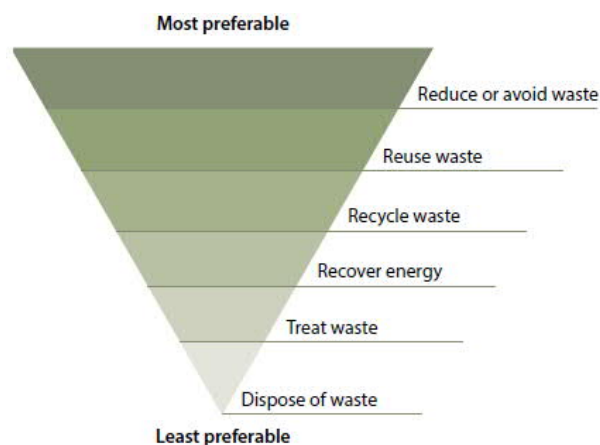 Most preferable
Reduce or avoid waste
Reuse waste
Recycle waste
Recover energy
Treat waste
Dispose of waste
Least preferable